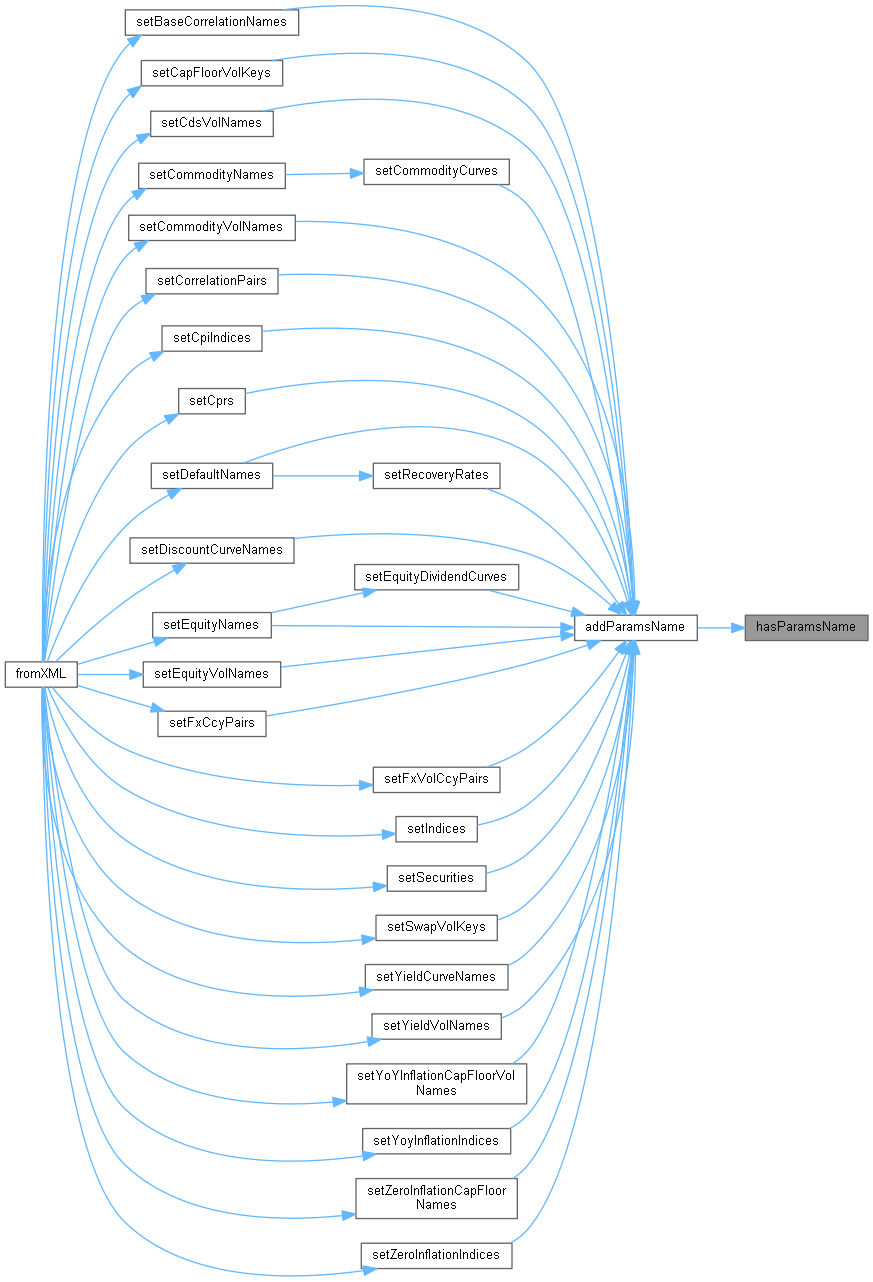 setBaseCorrelationNames
setCapFloorVolKeys
setCdsVolNames
setCommodityNames
setCommodityCurves
setCommodityVolNames
setCorrelationPairs
setCpiIndices
setCprs
setDefaultNames
setRecoveryRates
setDiscountCurveNames
setEquityDividendCurves
setEquityNames
addParamsName
hasParamsName
fromXML
setEquityVolNames
setFxCcyPairs
setFxVolCcyPairs
setIndices
setSecurities
setSwapVolKeys
setYieldCurveNames
setYieldVolNames
setYoYInflationCapFloorVol
Names
setYoyInflationIndices
setZeroInflationCapFloor
Names
setZeroInflationIndices